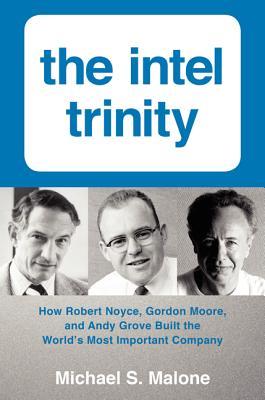 the intel
trinity
How Robert Noyce, Gordon Moore,
and Andy Grove Built the
World's Most Important Company
Michael S. Malone